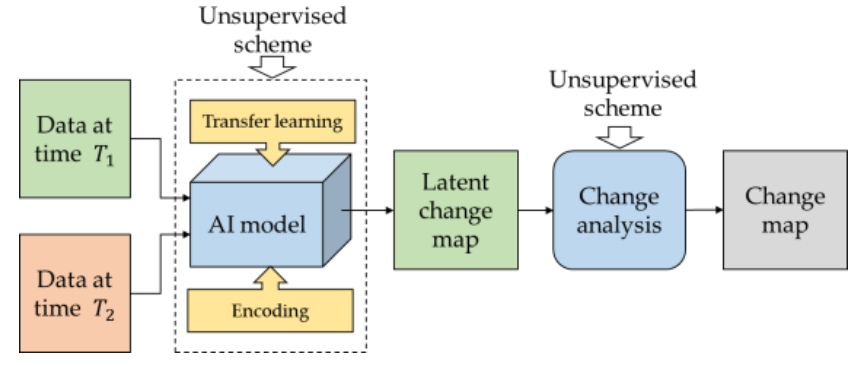 Unsupervised
scheme
Data at
time T₁
Data at
time T₂
Transfer learning
AI model
Encoding
Latent
change
map
Unsupervised
scheme
Change
analysis
Change
map